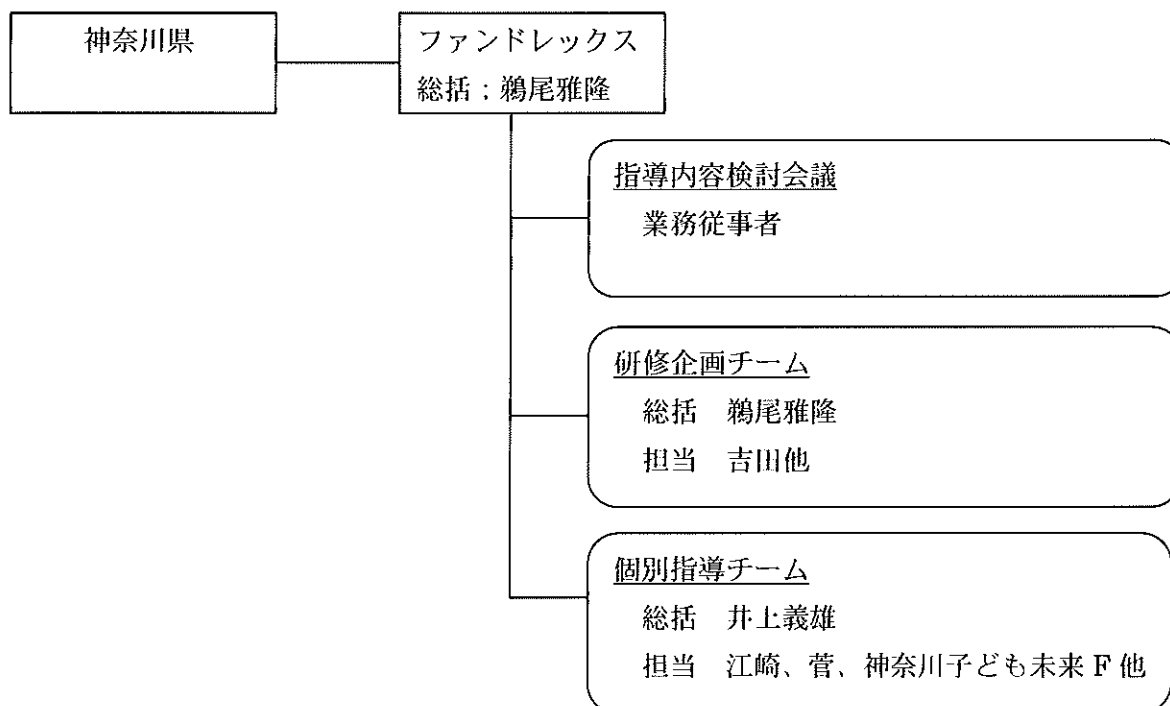 神奈川県
ファンドレックス
総括；鵜尾雅隆
指導内容検討会議
業務従事者
研修企画チーム
総括　鵜尾雅隆
担当　吉田他
個別指導チーム
総括　井上義雄
担当　江崎、菅、神奈川子ども未来 F 他